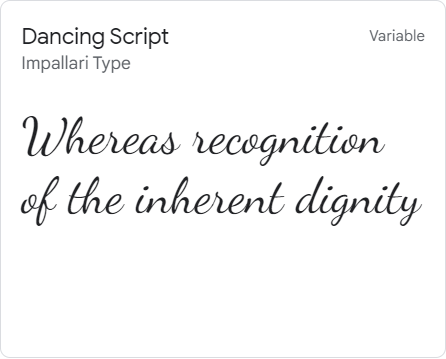 Dancing Script
Variable
Impallari Type
Whereas recognition
of the inherent dignity